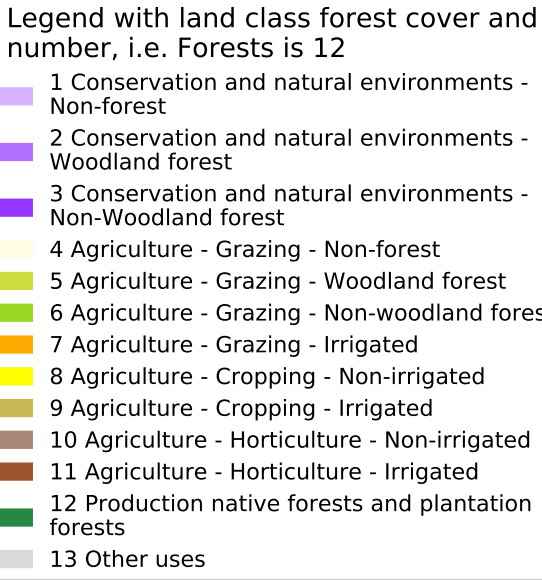 Legend with land class forest cover and
number, i.e. Forests is 12
1 Conservation and natural environments -
Non-forest
2 Conservation and natural environments -
Woodland forest
3 Conservation and natural environments -
Non-Woodland forest
4 Agriculture - Grazing - Non-forest
5 Agriculture - Grazing - Woodland forest
6 Agriculture - Grazing - Non-woodland fores
7 Agriculture - Grazing - Irrigated
8 Agriculture - Cropping - Non-irrigated
9 Agriculture - Cropping - Irrigated
10 Agriculture - Horticulture - Non-irrigated
11 Agriculture - Horticulture - Irrigated
12 Production native forests and plantation
forests
13 Other uses